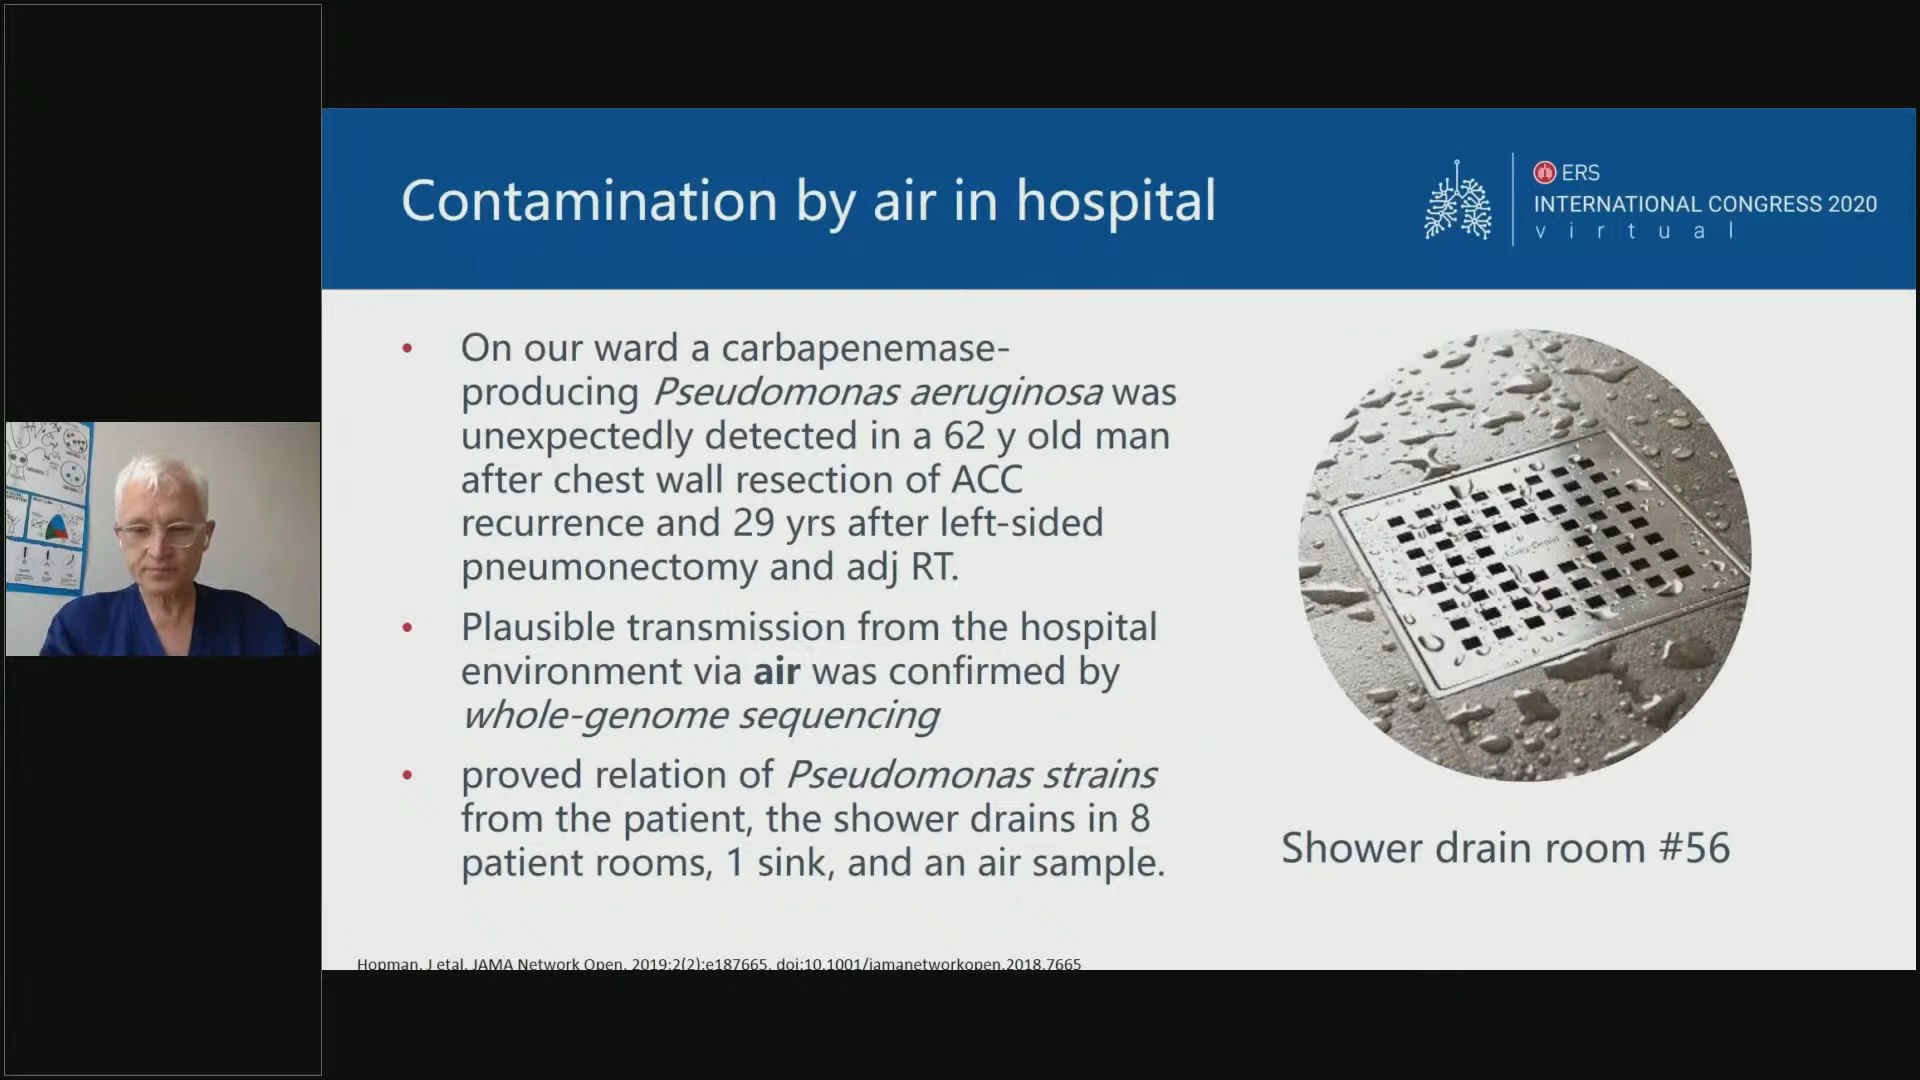 Contamination by air in hospital
ERS
INTERNATIONAL CONGRESS 2020
virtual
• On our ward a carbapenemase-
producing Pseudomonas aeruginosa was
unexpectedly detected in a 62 y old man
after chest wall resection of ACC
recurrence and 29 yrs after left-sided
pneumonectomy and adj RT.
• Plausible transmission from the hospital
environment via air was confirmed by
whole-genome sequencing
• proved relation of Pseudomonas strains
from the patient, the shower drains in 8
patient rooms, 1 sink, and an air sample.
Shower drain room #56
Hopman, J etal. JAMA Network Open. 2019;2(2):e187665. doi:10.1001/jamanetworkopen.2018.7665